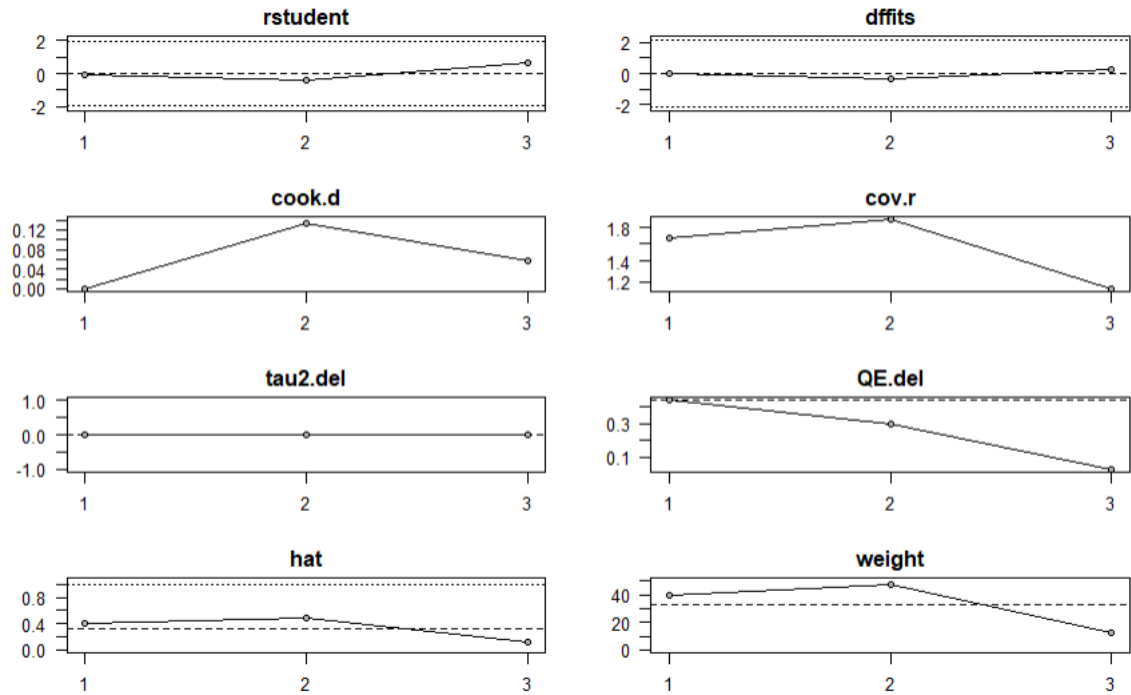 rstudent
2
0
-2
1 2 3
dffits
2
0
-2
1 2 3
cook.d
0.12
0.08
0.04
0.00
1 2 3
cov.r
1.8
1.4
1.2
1 2 3
tau2.del
1.0
0.0
-1.0
1 2 3
QE.del
0.3
0.1
1 2 3
hat
0.8
0.4
0.0
1 2 3
weight
40
20
0
1 2 3